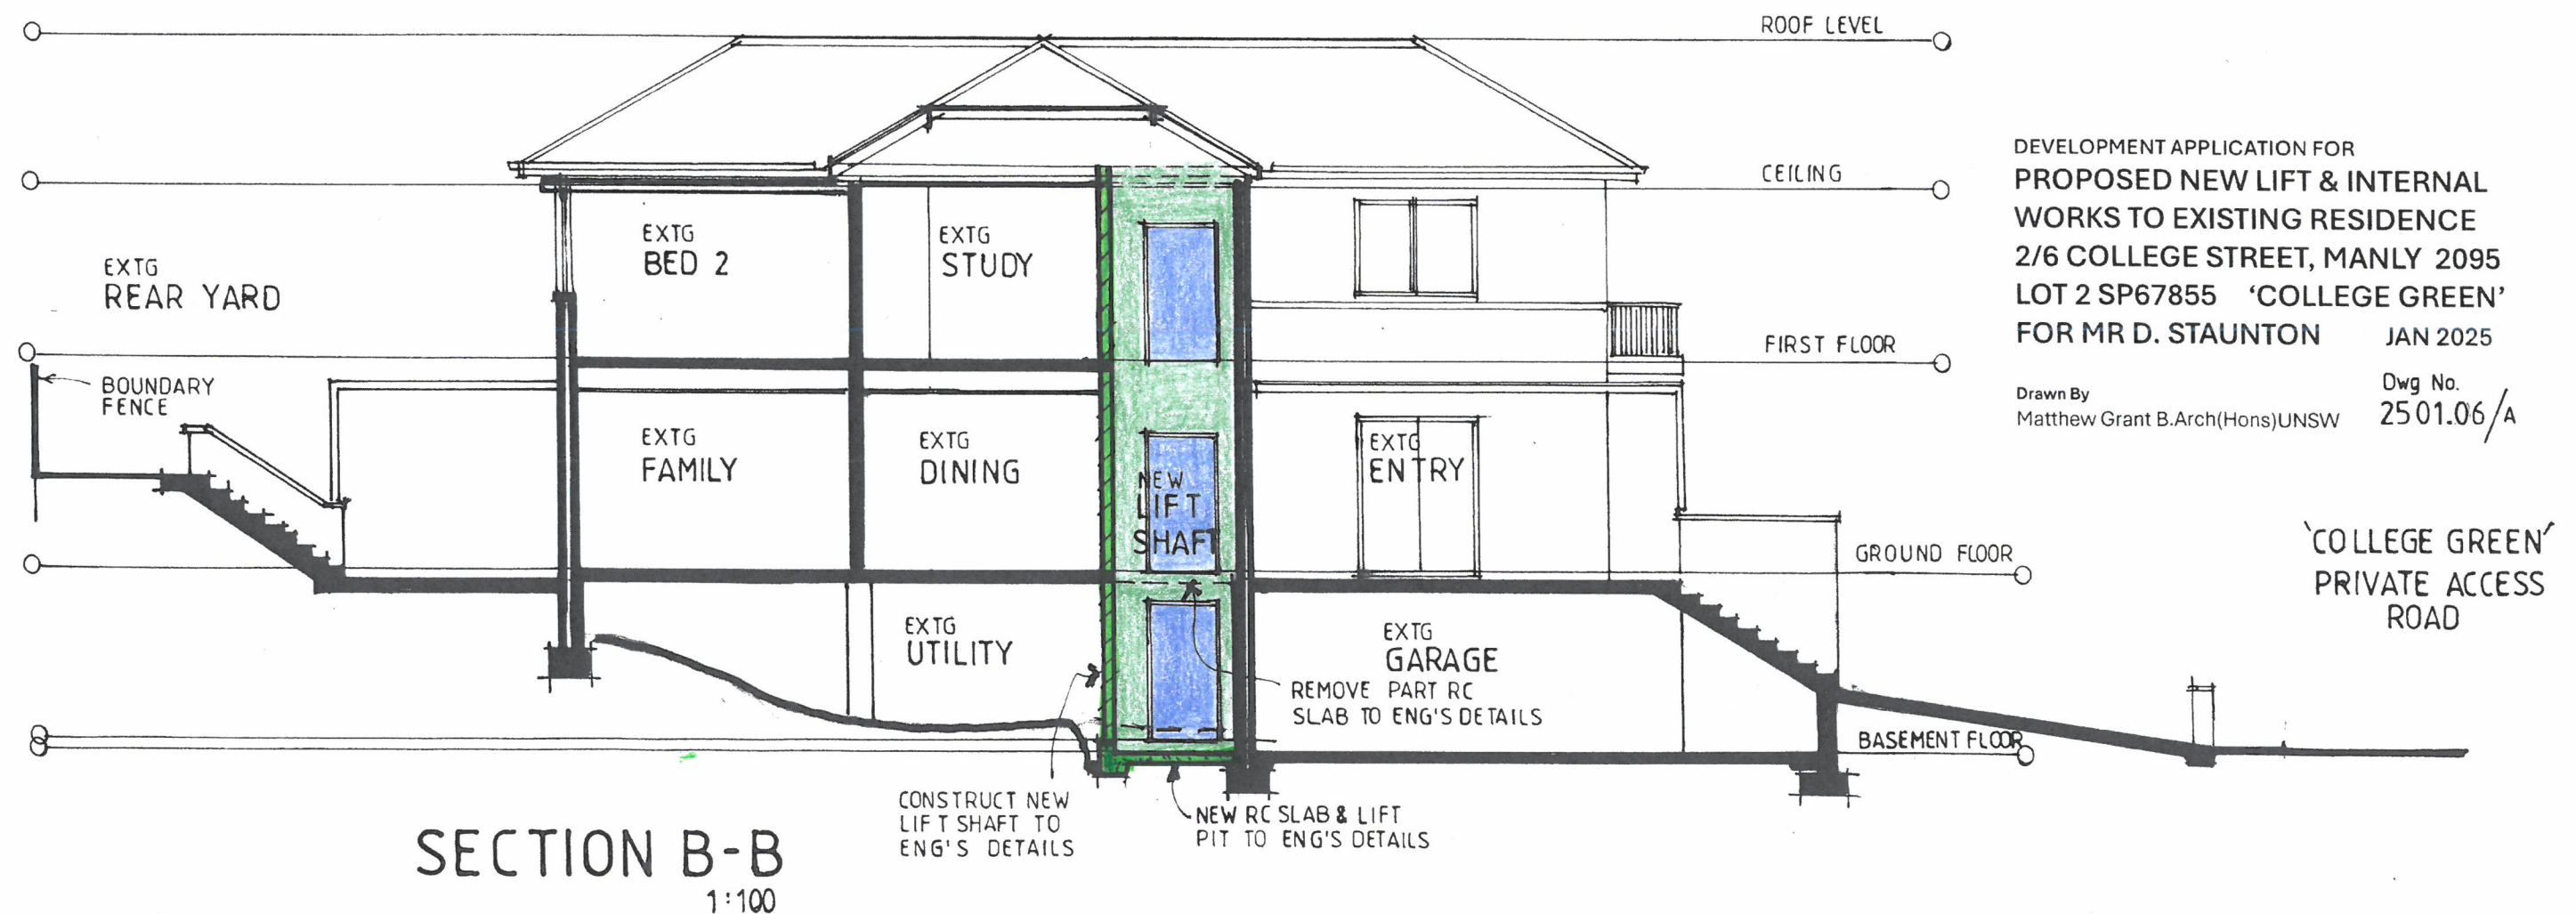 ROOF LEVEL
CEILING
DEVELOPMENT APPLICATION FOR
PROPOSED NEW LIFT & INTERNAL
WORKS TO EXISTING RESIDENCE
2/6 COLLEGE STREET, MANLY 2095
LOT 2 SP67855 ‘COLLEGE GREEN’
FOR MR D. STAUNTON JAN 2025
Drawn By
Matthew Grant B.Arch(Hons)UNSW
Dwg No.
2501.06/A
EXTG
REAR YARD
EXTG
BED 2
EXTG
STUDY
FIRST FLOOR
BOUNDARY
FENCE
EXTG
FAMILY
EXTG
DINING
NEW
LIFT
SHAFT
EXTG
ENTRY
GROUND FLOOR
‘COLLEGE GREEN’
PRIVATE ACCESS
ROAD
EXTG
UTILITY
EXTG
GARAGE
REMOVE PART RC
SLAB TO ENG'S DETAILS
BASEMENT FLOOR
CONSTRUCT NEW
LIFT SHAFT TO
ENG'S DETAILS
NEW RC SLAB & LIFT
PIT TO ENG'S DETAILS
SECTION B-B
1:100